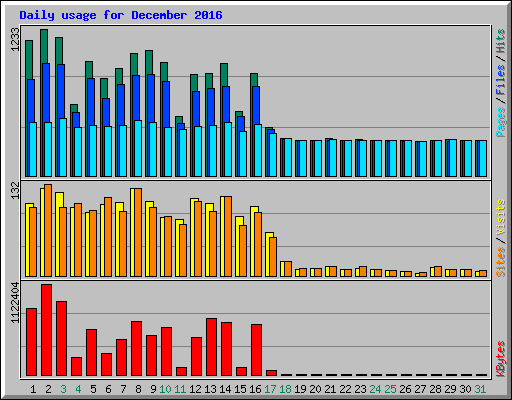 Daily usage for December 2016
1233
Pages / Files / Hits
132
Sites / Visits
1122404
KBytes
1 2 3 4 5 6 7 8 9 10 11 12 13 14 15 16 17 18 19 20 21 22 23 24 25 26 27 28 29 30 31